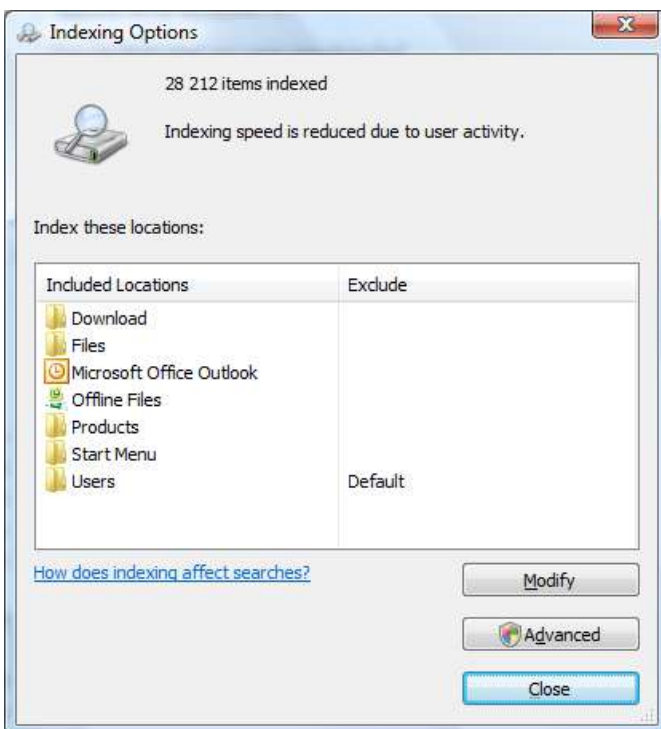 Indexing Options
28 212 items indexed
Indexing speed is reduced due to user activity.
Index these locations:
Included Locations Exclude
Download
Files
Microsoft Office Outlook
Offline Files
Products
Start Menu
Users Default
How does indexing affect searches?
Modify
Advanced
Close